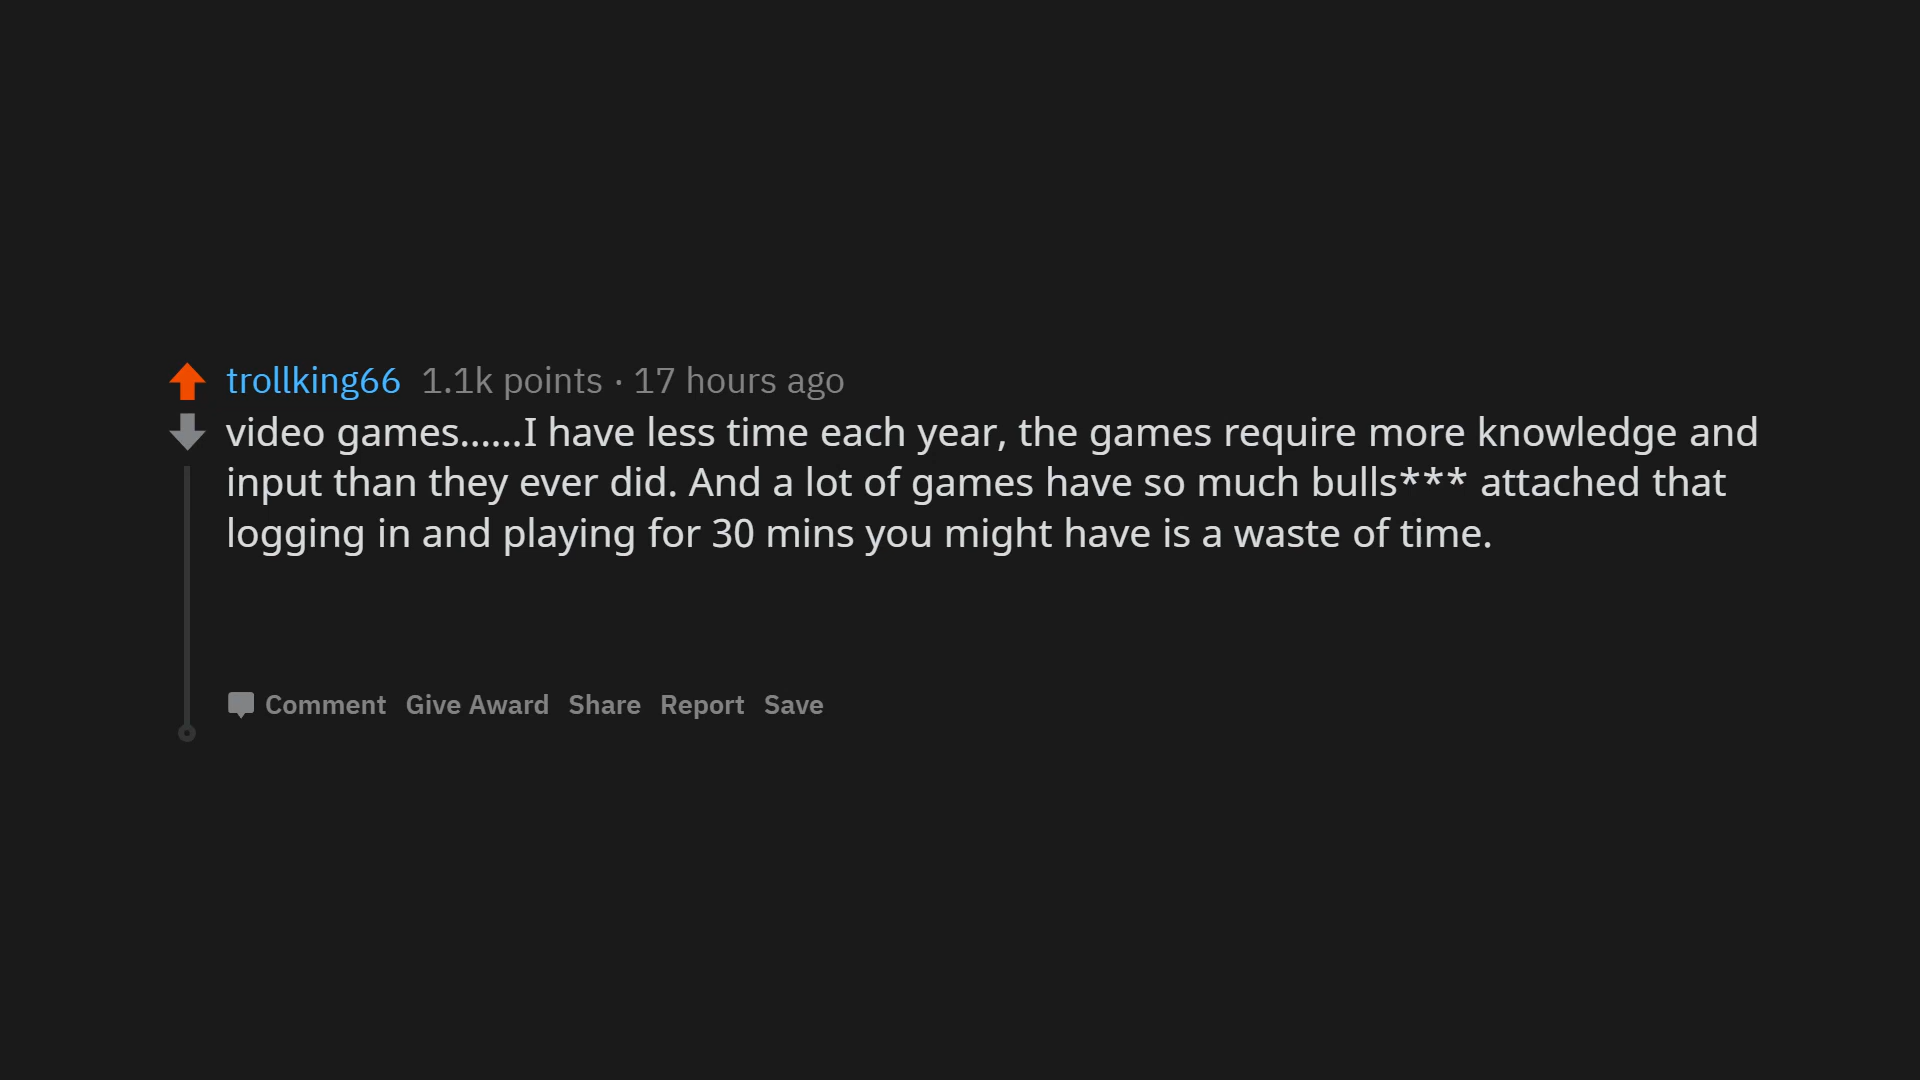 trollking66 1.1k points · 17 hours ago
video games......I have less time each year, the games require more knowledge and
input than they ever did. And a lot of games have so much bulls*** attached that
logging in and playing for 30 mins you might have is a waste of time.
Comment Give Award Share Report Save